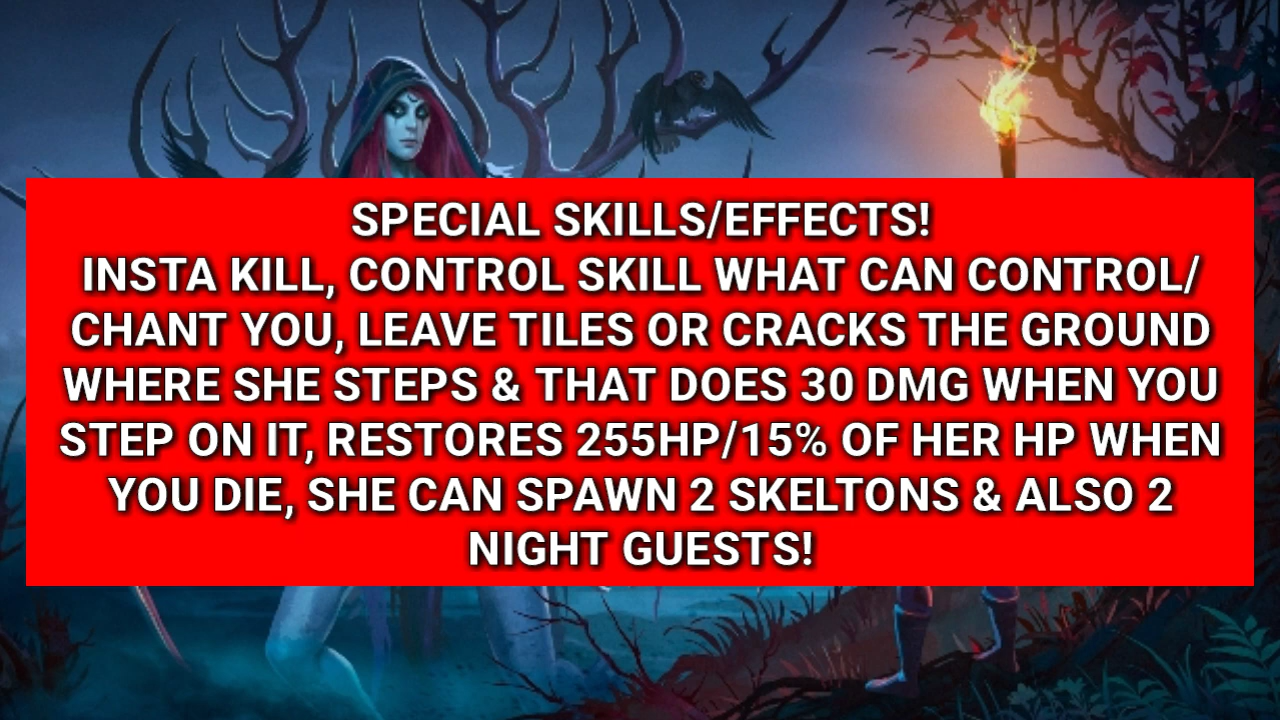 SPECIAL SKILLS/EFFECTS!
INSTA KILL, CONTROL SKILL WHAT CAN CONTROL/
CHANT YOU, LEAVE TILES OR CRACKS THE GROUND
WHERE SHE STEPS & THAT DOES 30 DMG WHEN YOU
STEP ON IT, RESTORES 255HP/15% OF HER HP WHEN
YOU DIE, SHE CAN SPAWN 2 SKELTONS & ALSO 2
NIGHT GUESTS!